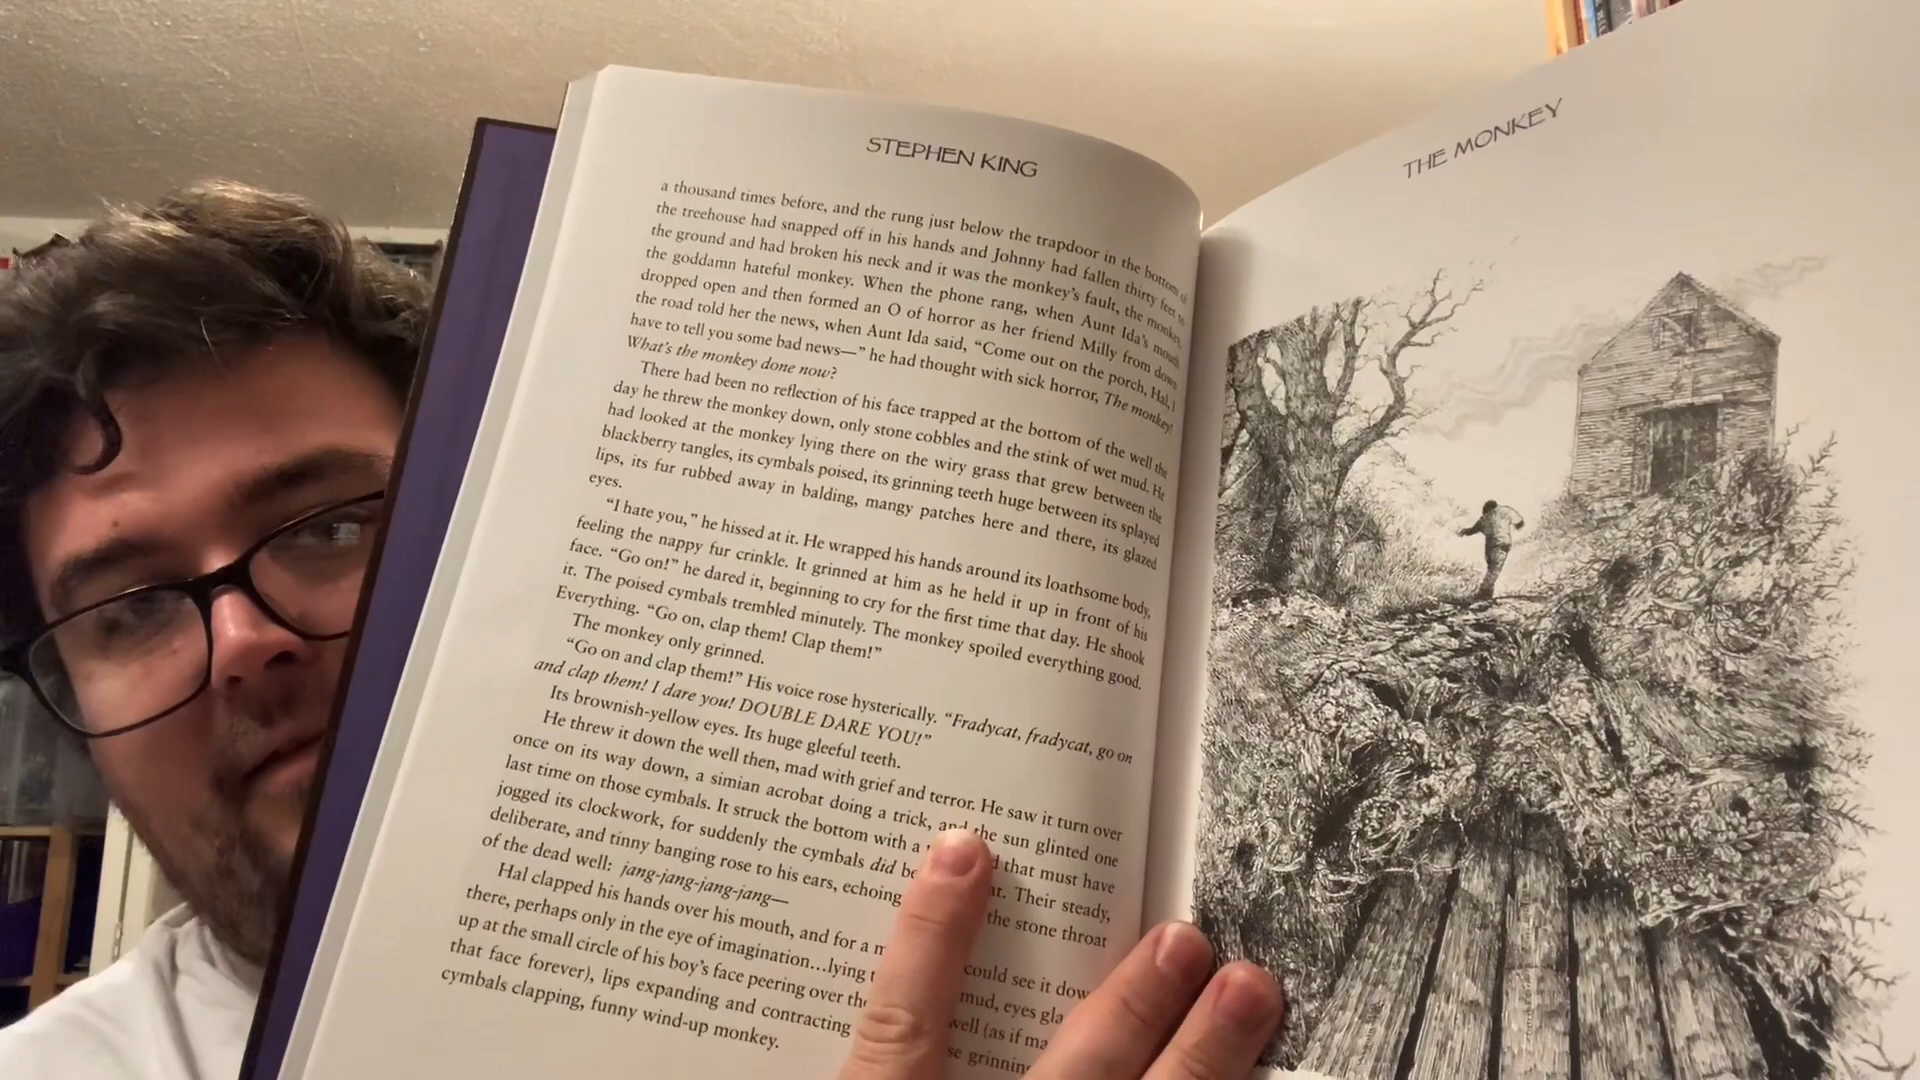 STEPHEN KING
a thousand times before, and the rung just below the trapdoor in the bottom of
the treehouse had snapped off in his hands and Johnny had fallen thirty feet to
the ground and had broken his neck and it was the monkey's fault, the monkey,
the goddamn hateful monkey. When the phone rang, when Aunt Ida's mouth
dropped open and then formed an O of horror as her friend Milly from down
the road told her the news, when Aunt Ida said, “Come out on the porch, Hal, I
have to tell you some bad news—” he had thought with sick horror, The monkey!
What's the monkey done now?
There had been no reflection of his face trapped at the bottom of the well the
day he threw the monkey down, only stone cobbles and the stink of wet mud. He
had looked at the monkey lying there on the wiry grass that grew between the
blackberry tangles, its cymbals poised, its grinning teeth huge between its splayed
lips, its fur rubbed away in balding, mangy patches here and there, its glazed
eyes.
“I hate you,” he hissed at it. He wrapped his hands around its loathsome body,
feeling the nappy fur crinkle. It grinned at him as he held it up in front of his
face. “Go on!” he dared it, beginning to cry for the first time that day. He shook
it. The poised cymbals trembled minutely. The monkey spoiled everything good.
Everything. “Go on, clap them! Clap them!”
The monkey only grinned.
“Go on and clap them!” His voice rose hysterically. “Fradycat, fradycat, go on
and clap them! I dare you! DOUBLE DARE YOU!”
Its brownish-yellow eyes. Its huge gleeful teeth.
He threw it down the well then, mad with grief and terror. He saw it turn over
once on its way down, a simian acrobat doing a trick, and the sun glinted one
last time on those cymbals. It struck the bottom with a that must have
jogged its clockwork, for suddenly the cymbals did Their steady,
deliberate, and tinny banging rose to his ears, echoing the stone throat
of the dead well: jang-jang-jang-jang—
Hal clapped his hands over his mouth, and for a could see it
there, perhaps only in the eye of imagination...lying mud, eyes
up at the small circle of his boy's face peering over well (as if
that face forever), lips expanding and contracting
cymbals clapping, funny wind-up monkey.
THE MONKEY